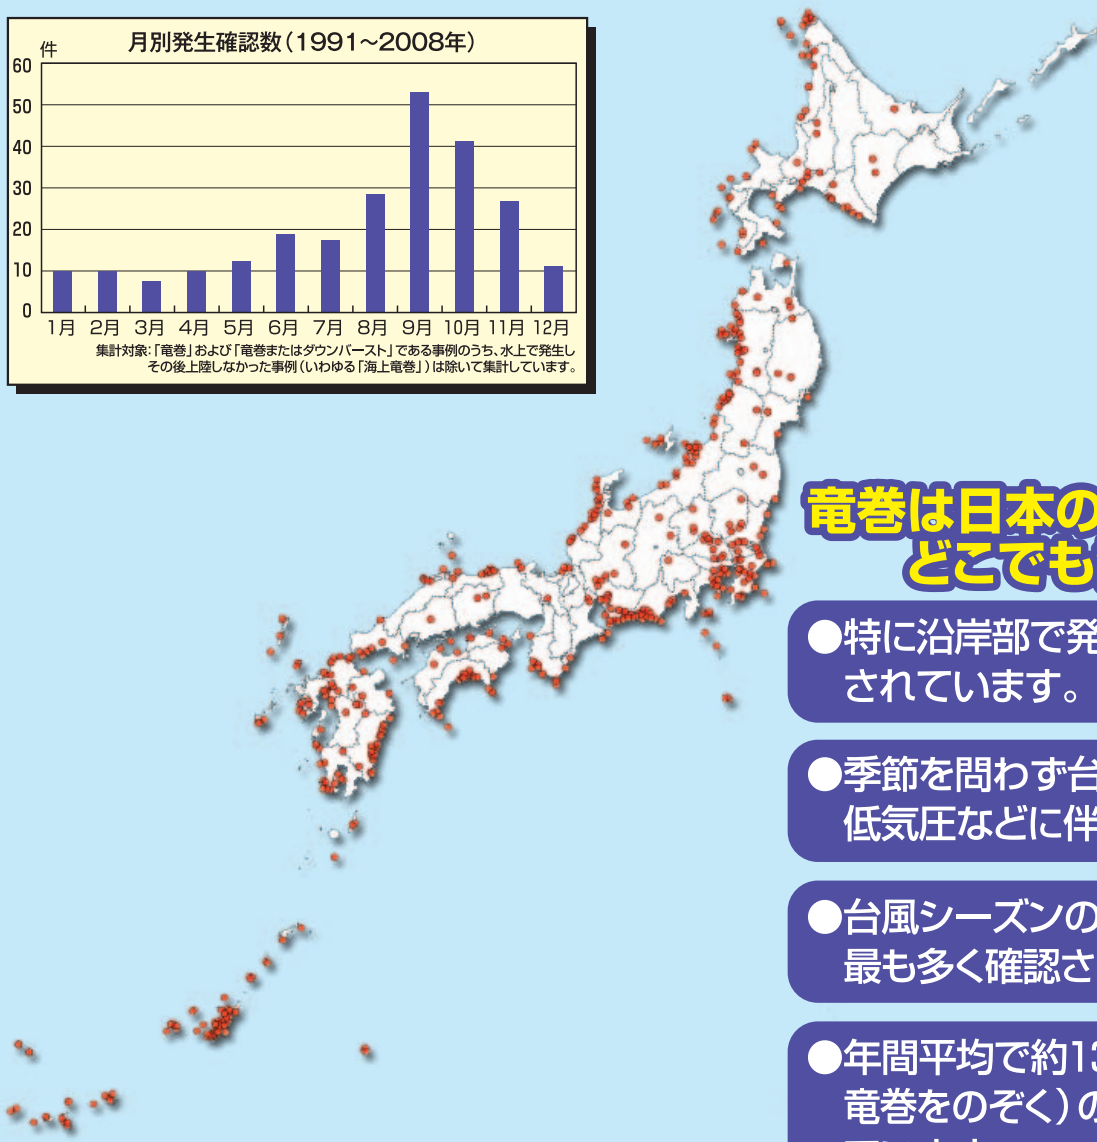 月別発生確認数（1991～2008年）
件
60
50
40
30
20
10
0
1月 2月 3月 4月 5月 6月 7月 8月 9月 10月 11月 12月
集計対象：「竜巻」および「竜巻またはダウンバースト」である事例のうち、水上で発生し
その後上陸しなかった事例（いわゆる「海上竜巻」）は除いて集計しています。
竜巻は日本の
どこでも
●特に沿岸部で発
されています。
●季節を問わず台
低気圧などに伴
●台風シーズンの
最も多く確認さ
●年間平均で約13
竜巻をのぞく）の